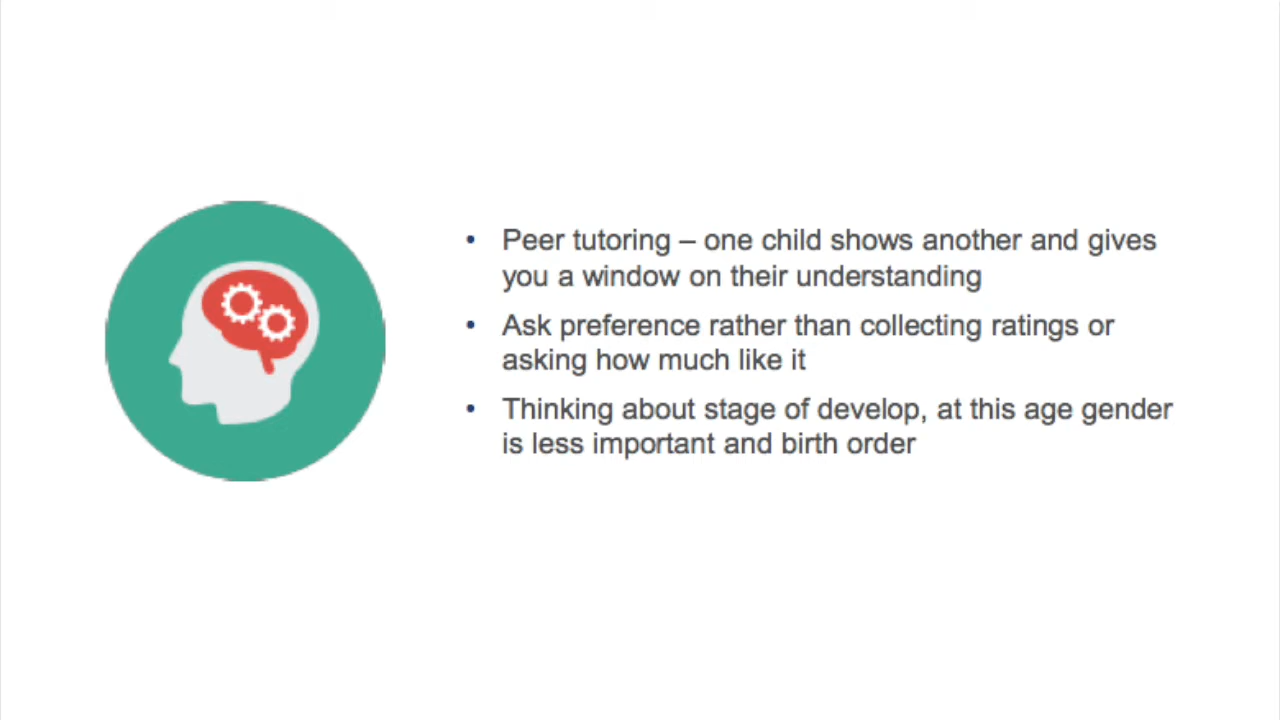 • Peer tutoring – one child shows another and gives
you a window on their understanding
• Ask preference rather than collecting ratings or
asking how much like it
• Thinking about stage of develop, at this age gender
is less important and birth order